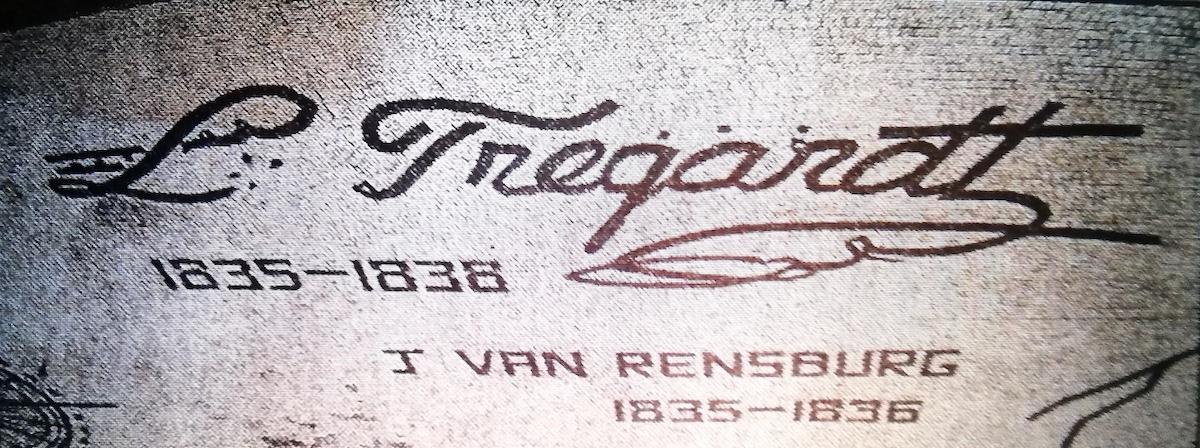 L. Tregardt
1835-1838
J VAN RENSBURG
1835-1836